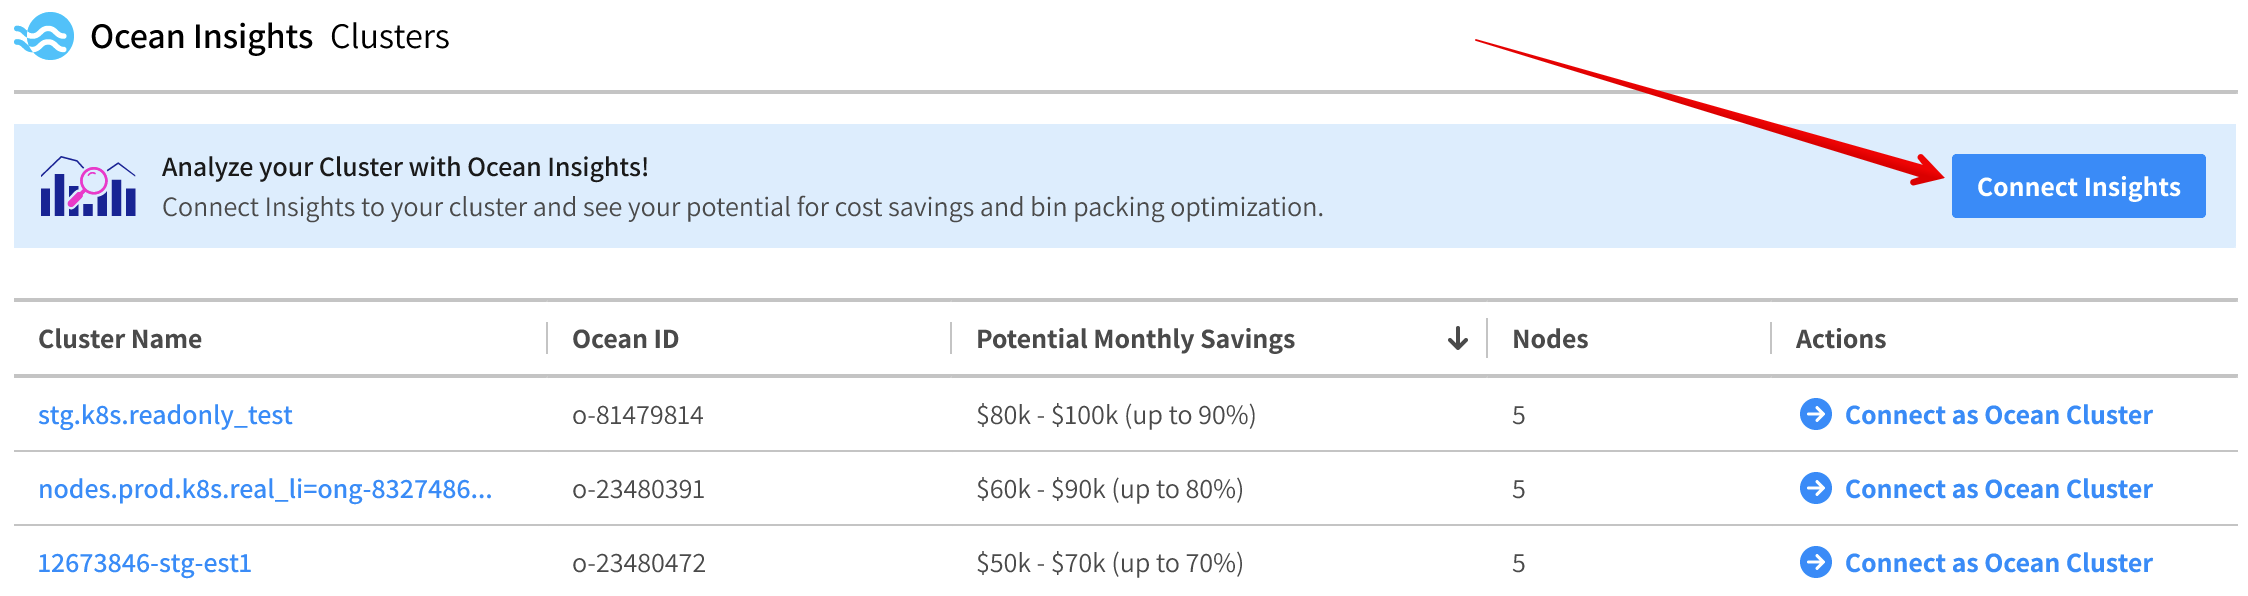 Ocean Insights Clusters
Analyze your Cluster with Ocean Insights!
Connect Insights to your cluster and see your potential for cost savings and bin packing optimization.
Connect Insights
Cluster Name Ocean ID Potential Monthly Savings Nodes Actions
stg.k8s.readonly_test o-81479814 $80k - $100k (up to 90%) 5 Connect as Ocean Cluster
nodes.prod.k8s.real_li=ong-8327486... o-23480391 $60k - $90k (up to 80%) 5 Connect as Ocean Cluster
12673846-stg-est1 o-23480472 $50k - $70k (up to 70%) 5 Connect as Ocean Cluster